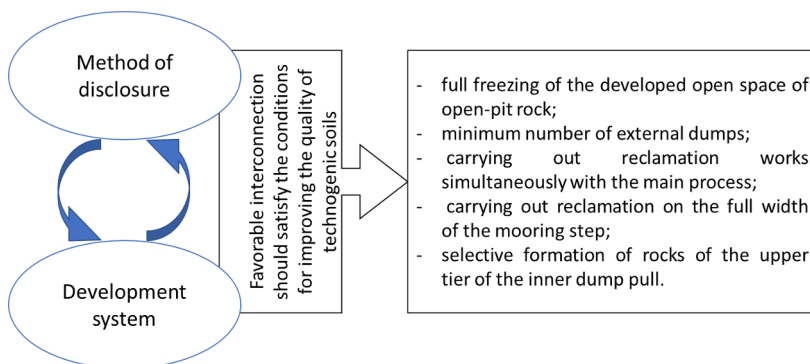 Method of
disclosure
Development
system
Favorable interconnection
should satisfy the conditions
for improving the quality of
technogenic soils
- full freezing of the developed open space of
open-pit rock;
- minimum number of external dumps;
- carrying out reclamation works
simultaneously with the main process;
- carrying out reclamation on the full width
of the mooring step;
- selective formation of rocks of the upper
tier of the inner dump pull.